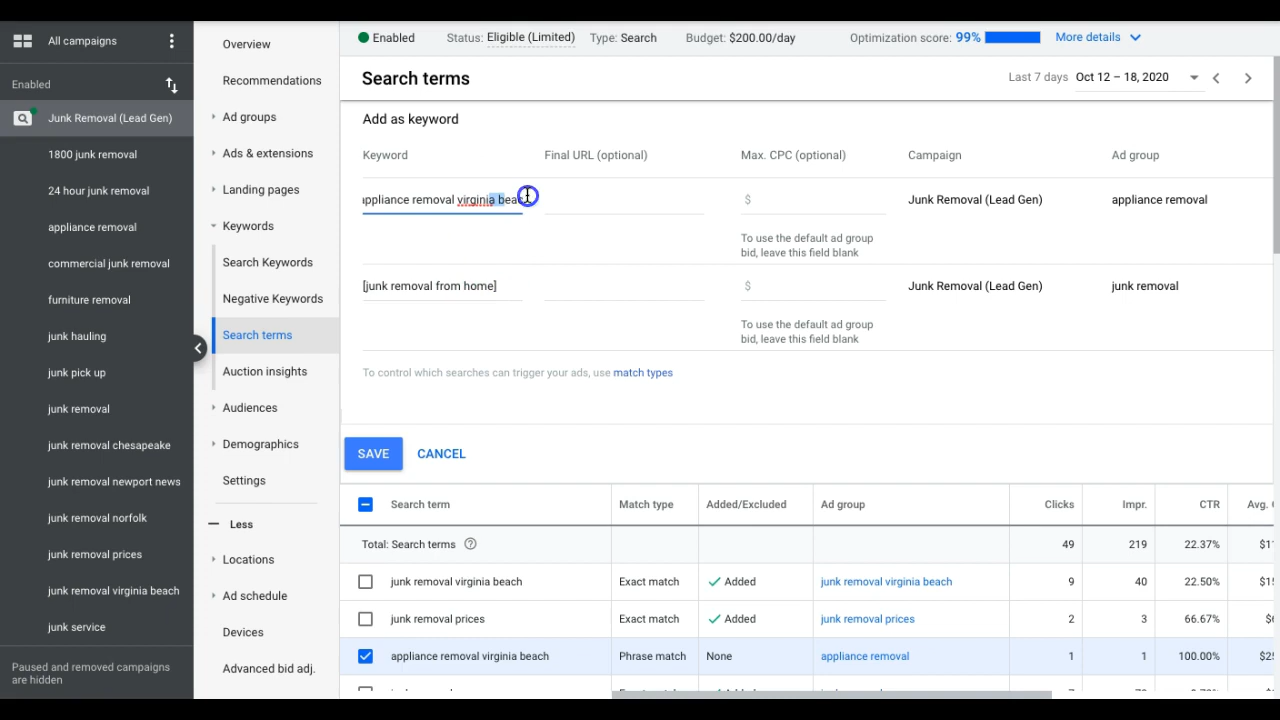 All campaigns
Enabled
Junk Removal (Lead Gen)
1800 junk removal
24 hour junk removal
appliance removal
commercial junk removal
furniture removal
junk hauling
junk pick up
junk removal
junk removal chesapeake
junk removal newport news
junk removal norfolk
junk removal prices
junk removal virginia beach
junk service
Paused and removed campaigns
are hidden
Overview
Recommendations
Ad groups
Ads & extensions
Landing pages
Keywords
Search Keywords
Negative Keywords
Search terms
Auction insights
Audiences
Demographics
Settings
Less
Locations
Ad schedule
Devices
Advanced bid adj.
Enabled Status: Eligible (Limited) Type: Search Budget: $200.00/day Optimization score: 99% More details
Search terms Last 7 days Oct 12 – 18, 2020
Add as keyword
Keyword Final URL (optional) Max. CPC (optional) Campaign Ad group
appliance removal virginia beac $ Junk Removal (Lead Gen) appliance removal
To use the default ad group
bid, leave this field blank
[junk removal from home] $ Junk Removal (Lead Gen) junk removal
To use the default ad group
bid, leave this field blank
To control which searches can trigger your ads, use match types
SAVE CANCEL
Search term Match type Added/Excluded Ad group Clicks Impr. CTR Avg.
Total: Search terms 49 219 22.37% $1
junk removal virginia beach Exact match Added junk removal virginia beach 9 40 22.50% $1
junk removal prices Exact match Added junk removal prices 2 3 66.67% $
appliance removal virginia beach Phrase match None appliance removal 1 1 100.00% $2